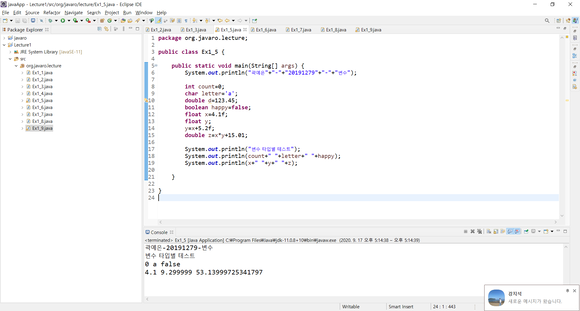 JavaApp - Lecture1/src/org/javaro/lecture/Ex1_5.java - Eclipse IDE
File Edit Source Refactor Navigate Search Project Run Window Help
Package Explorer
javaro
Lecture1
JRE System Library [JavaSE-11]
src
org.javaro.lecture
Ex1_1.java
Ex1_2.java
Ex1_3.java
Ex1_4.java
Ex1_5.java
Ex1_6.java
Ex1_7.java
Ex1_8.java
Ex1_9.java
Ex1_2.java Ex1_3.java Ex1_4.java Ex1_5.java Ex1_6.java Ex1_7.java Ex1_8.java Ex1_9.java
1 package org.javaro.lecture;
2
3 public class Ex1_5 {
4
5 public static void main(String[] args) {
6 System.out.println("곽예은"+"-"+"20191279"+"-"+"변수");
7
8 int count=0;
9 char letter='a';
10 double d=123.45;
11 boolean happy=false;
12 float x=4.1f;
13 float y;
14 y=x+5.2f;
15 double z=x*y+15.01;
16
17 System.out.println("변수 타입별 테스트");
18 System.out.println(count+" "+letter+" "+happy);
19 System.out.println(x+" "+y+" "+z);
20
21 }
22
23 }
24
Console
<terminated> Ex1_5 [Java Application] C:#Program Files#Java#jdk-11.0.8+10#bin#javaw.exe (2020. 9. 17 오후 5:14:38 – 오후 5:14:39)
곽예은-20191279-변수
변수 타입별 테스트
0 a false
4.1 9.299999 53.13999725341797
Writable Smart Insert 24 : 1 : 443
새로운 메시지가 왔습니다.